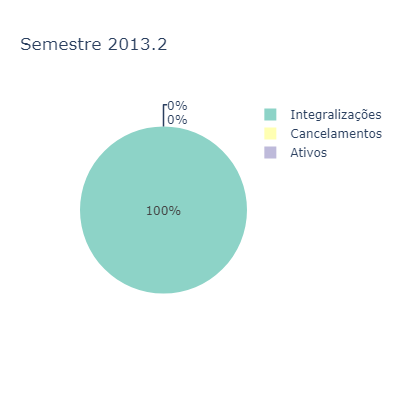 Semestre 2013.2
0%
0%
100%
Integralizações
Cancelamentos
Ativos